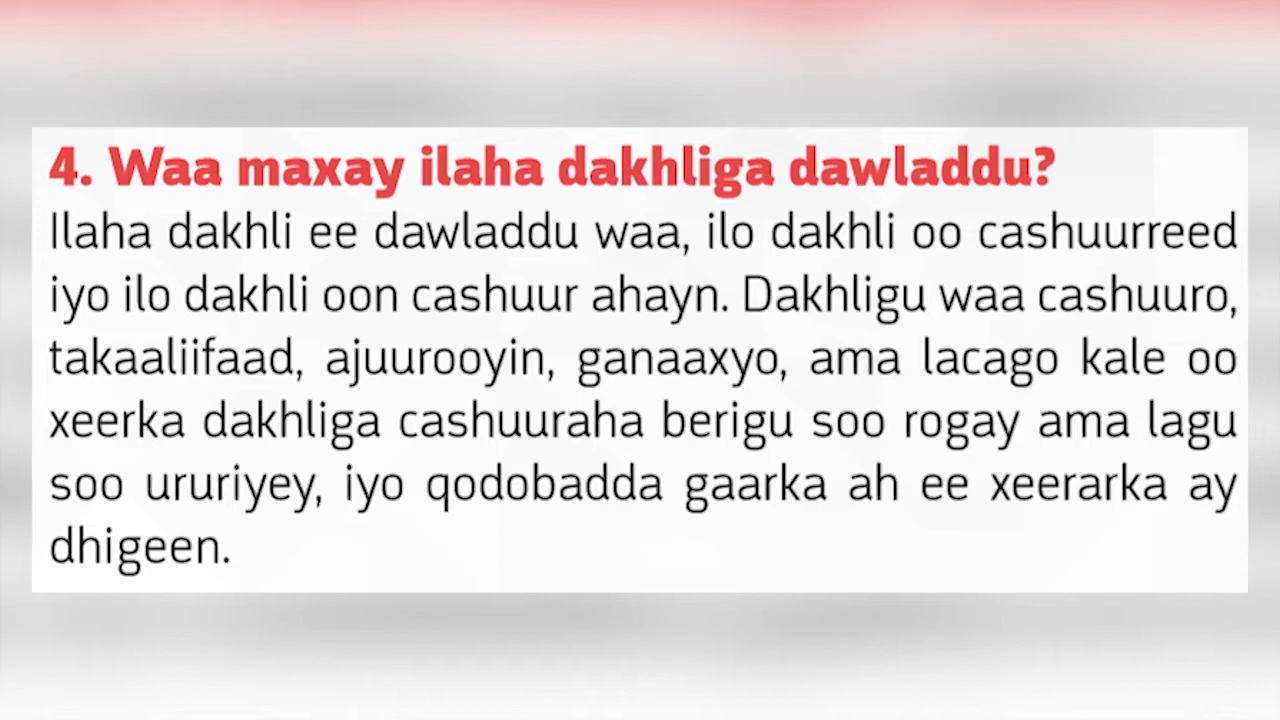 4. Waa maxay ilaha dakhliga dawladdu?
Ilaha dakhli ee dawladdu waa, ilo dakhli oo cashuurreed
iyo ilo dakhli oon cashuur ahayn. Dakhligu waa cashuuro,
takaaliifaad, ajuurooyin, ganaaxyo, ama lacago kale oo
xeerka dakhliga cashuuraha berigu soo rogay ama lagu
soo ururiyey, iyo qodobadda gaarka ah ee xeerarka ay
dhigeen.